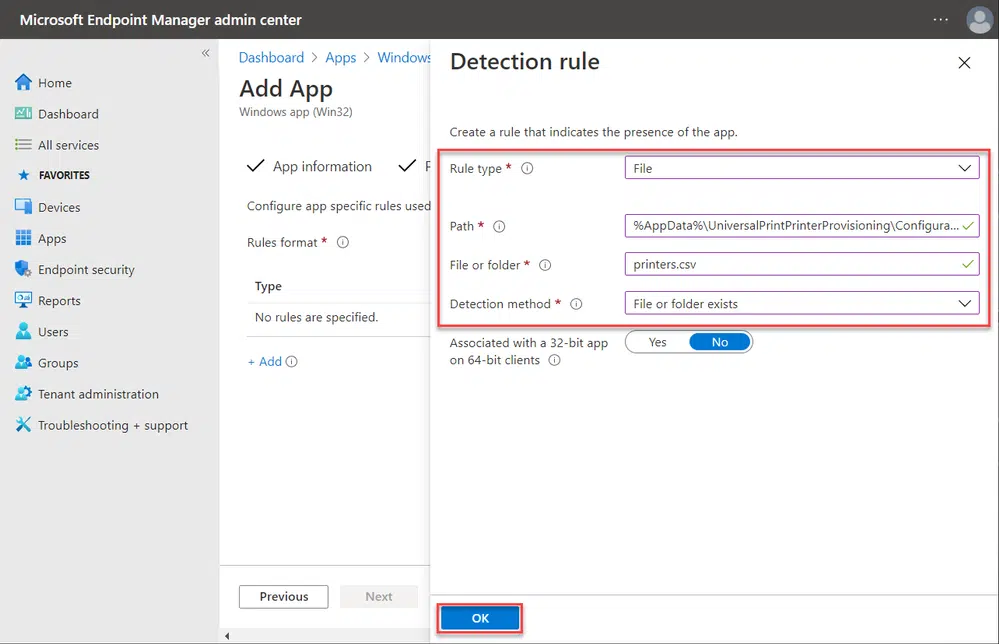 Microsoft Endpoint Manager admin center
...
«
Home
Dashboard
All services
FAVORITES
Devices
Apps
Endpoint security
Reports
Users
Groups
Tenant administration
Troubleshooting + support
Dashboard > Apps > Windows
Add App
Windows app (Win32)
App information
Configure app specific rules used
Rules format *
Type
No rules are specified.
+ Add
Previous
Next
Detection rule
Create a rule that indicates the presence of the app.
Rule type *
File
Path *
%AppData%\UniversalPrintPrinterProvisioning\Configura...
File or folder *
printers.csv
Detection method *
File or folder exists
Associated with a 32-bit app
on 64-bit clients
Yes
No
OK